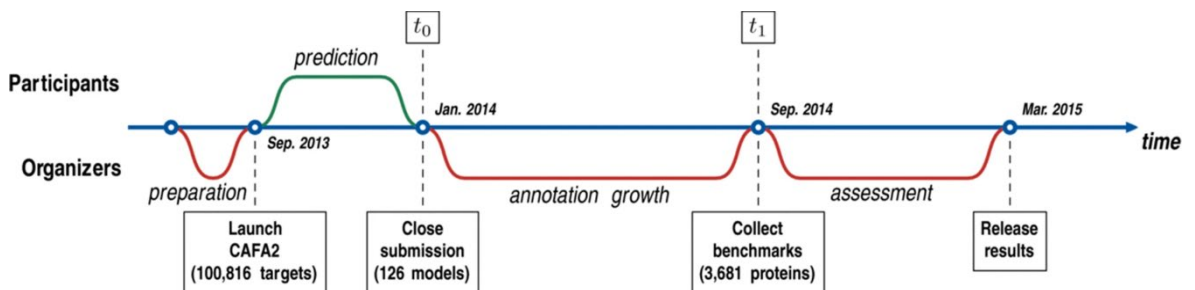 t0
t1
prediction
Participants
Jan. 2014
Sep. 2014
Mar. 2015
Sep. 2013
time
Organizers
preparation
annotation growth
assessment
Launch
CAFA2
(100,816 targets)
Close
submission
(126 models)
Collect
benchmarks
(3,681 proteins)
Release
results